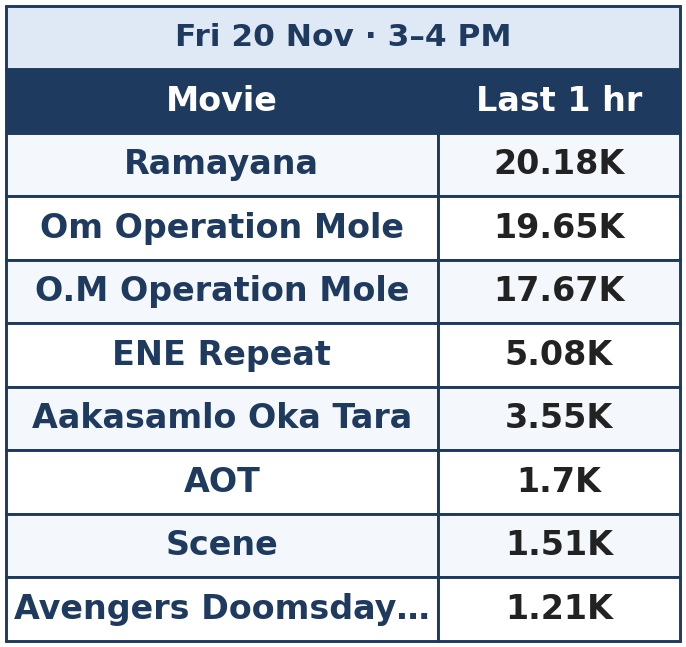 Fri 20 Nov · 3–4 PM
Movie Last 1 hr
Ramayana 20.18K
Om Operation Mole 19.65K
O.M Operation Mole 17.67K
ENE Repeat 5.08K
Aakasamlo Oka Tara 3.55K
AOT 1.7K
Scene 1.51K
Avengers Doomsday… 1.21K